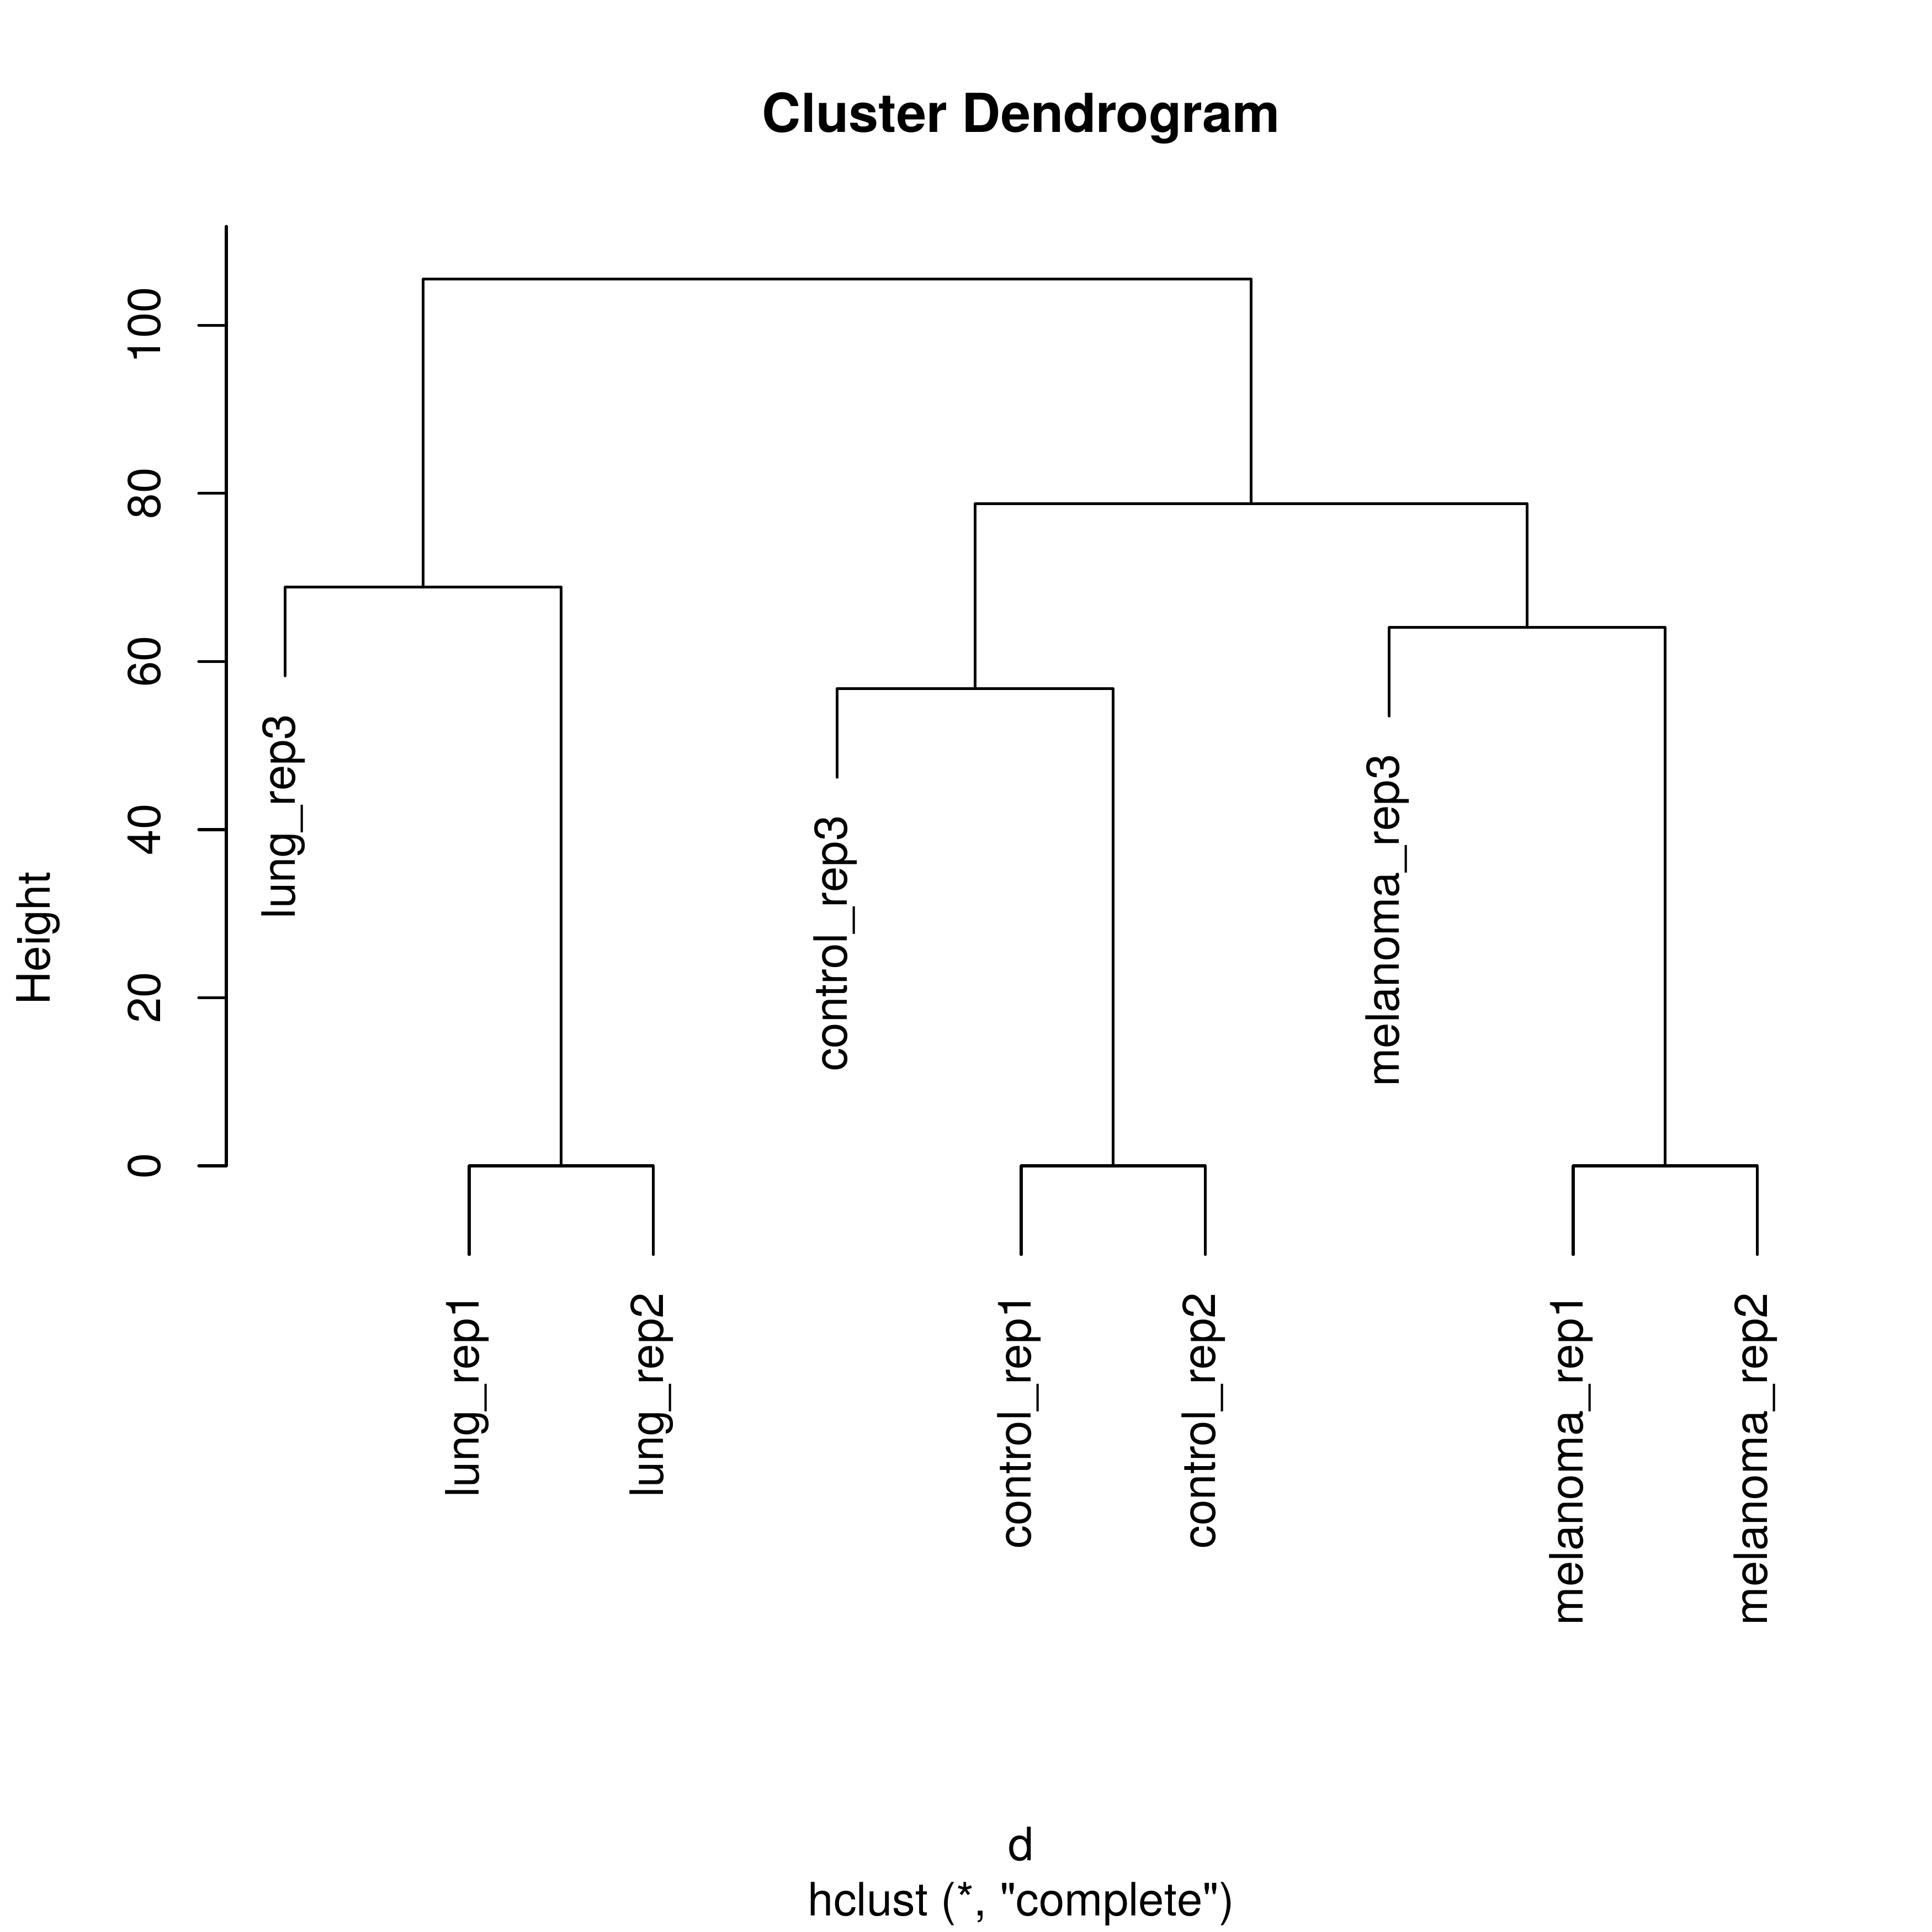 Cluster Dendrogram
Height
100
80
60
40
20
0
lung_rep3
lung_rep1
lung_rep2
control_rep3
control_rep1
control_rep2
melanoma_rep3
melanoma_rep1
melanoma_rep2
d
hclust (*, "complete")